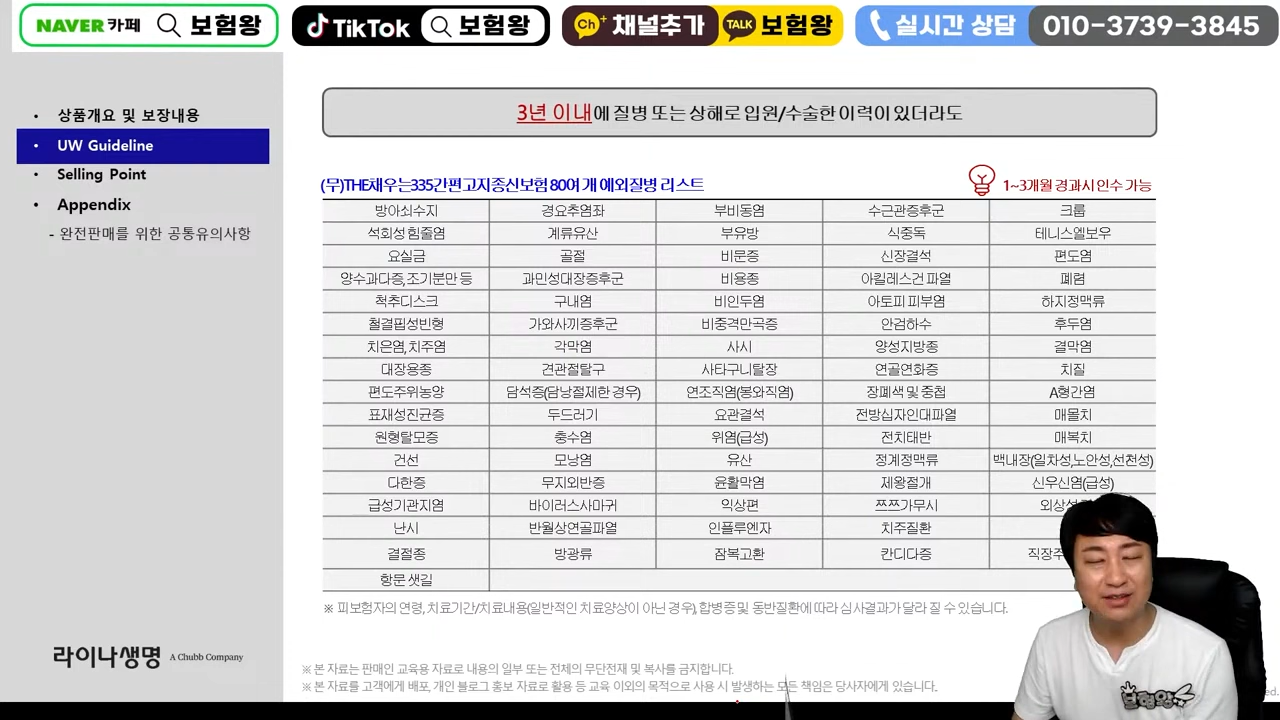 NAVER 카페 보험왕 TikTok 보험왕 Ch+ 채널추가 TALK 보험왕 실시간 상담 010-3739-3845
• 상품개요 및 보장내용
• UW Guideline
• Selling Point
• Appendix
- 완전판매를 위한 공통유의사항
라이나생명 A Chubb Company
3년 이내에 질병 또는 상해로 입원/수술한 이력이 있더라도
(무)THE채우는335간편고지종신보험 80여 개 예외질병 리스트
1~3개월 경과시 인수 가능
방아쇠수지 경요추염좌 부비동염 수근관증후군 크룹
석회성 힘줄염 계류유산 부유방 식중독 테니스엘보우
요실금 골절 비문증 신장결석 편도염
양수과다증, 조기분만 등 과민성대장증후군 비용종 아킬레스건 파열 폐렴
척추디스크 구내염 비인두염 아토피 피부염 하지정맥류
철결핍성빈형 가와사끼증후군 비중격만곡증 안검하수 후두염
치은염, 치주염 각막염 사시 양성지방종 결막염
대장용종 견관절탈구 사타구니탈장 연골연화증 치질
편도주위농양 담석증(담낭절제한 경우) 연조직염(봉와직염) 장폐색 및 중첩 A형간염
표재성진균증 두드러기 요관결석 전방십자인대파열 매몰치
원형탈모증 충수염 위염(급성) 전치태반 매복치
건선 모낭염 유산 정계정맥류 백내장(일차성,노안성,선천성)
다한증 무지외반증 윤활막염 제왕절개 신우신염(급성)
급성기관지염 바이러스사마귀 익상편 쯔쯔가무시 외상성
난시 반월상연골파열 인플루엔자 치주질환
결절종 방광류 잠복고환 칸디다증 직장주
항문 샛길
※ 피보험자의 연령, 치료기간/치료내용(일반적인 치료양상이 아닌 경우), 합병증 및 동반질환에 따라 심사결과가 달라 질 수 있습니다.
※ 본 자료는 판매인 교육용 자료로 내용의 일부 또는 전체의 무단전재 및 복사를 금지합니다.
※ 본 자료를 고객에게 배포, 개인 블로그 홍보 자료로 활용 등 교육 이외의 목적으로 사용 시 발생하는 모든 책임은 당사자에게 있습니다.
ed.
보험왕